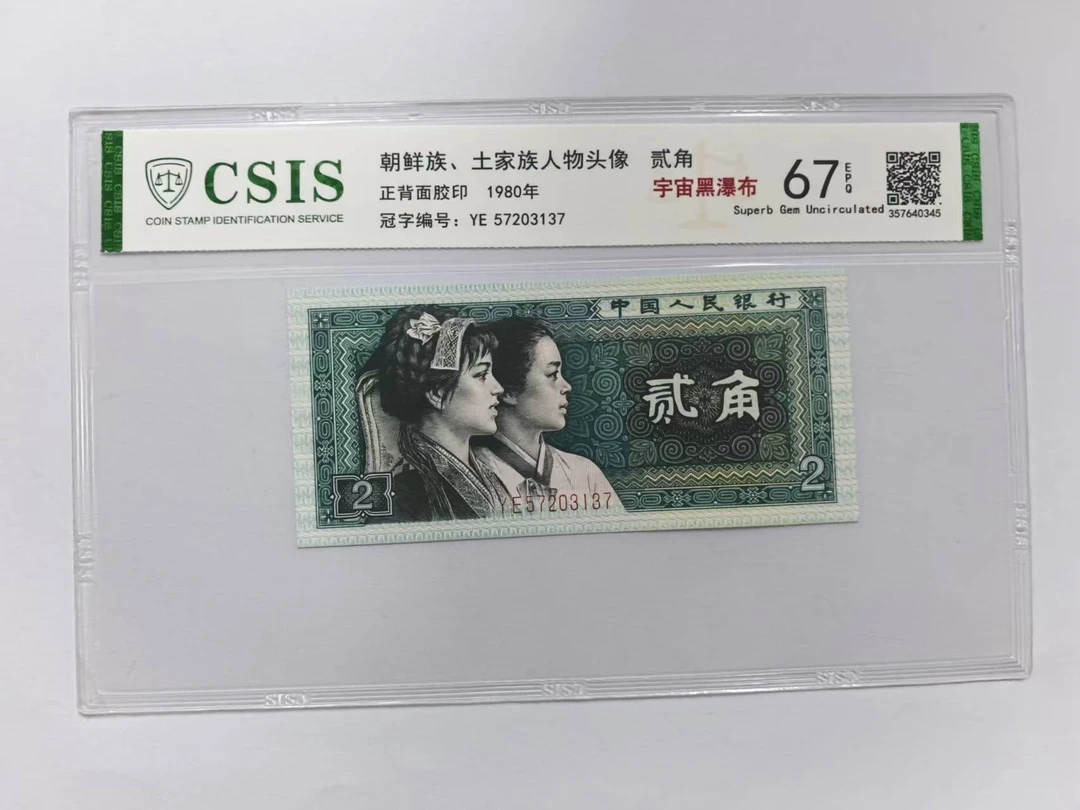 CSIS
COIN STAMP IDENTIFICATION SERVICE
朝鲜族、土家族人物头像 贰角
正背面胶印 1980年
冠字编号: YE 57203137
宇宙黑瀑布
67 EPQ
Superb Gem Uncirculated
357640345
中国人民银行
贰角
2
2
YE57203137